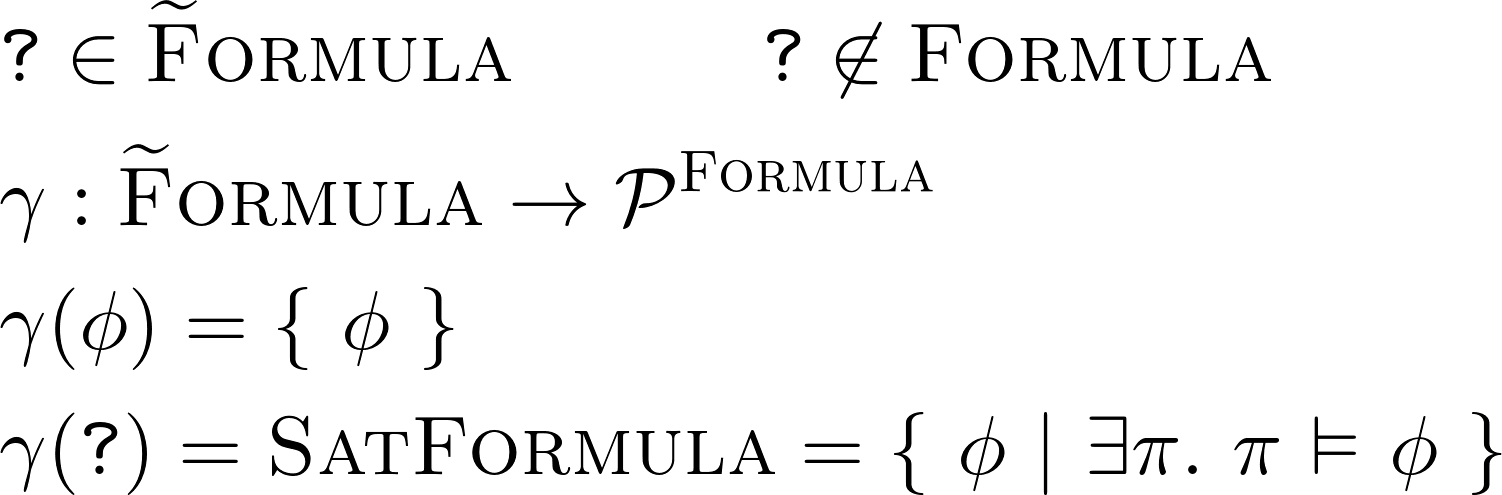 ? ∈ F̃ORMULA ? ∉ FORMULA
γ : F̃ORMULA → 𝒫^FORMULA
γ(ϕ) = { ϕ }
γ(?) = SATFORMULA = { ϕ | ∃π. π ⊨ ϕ }